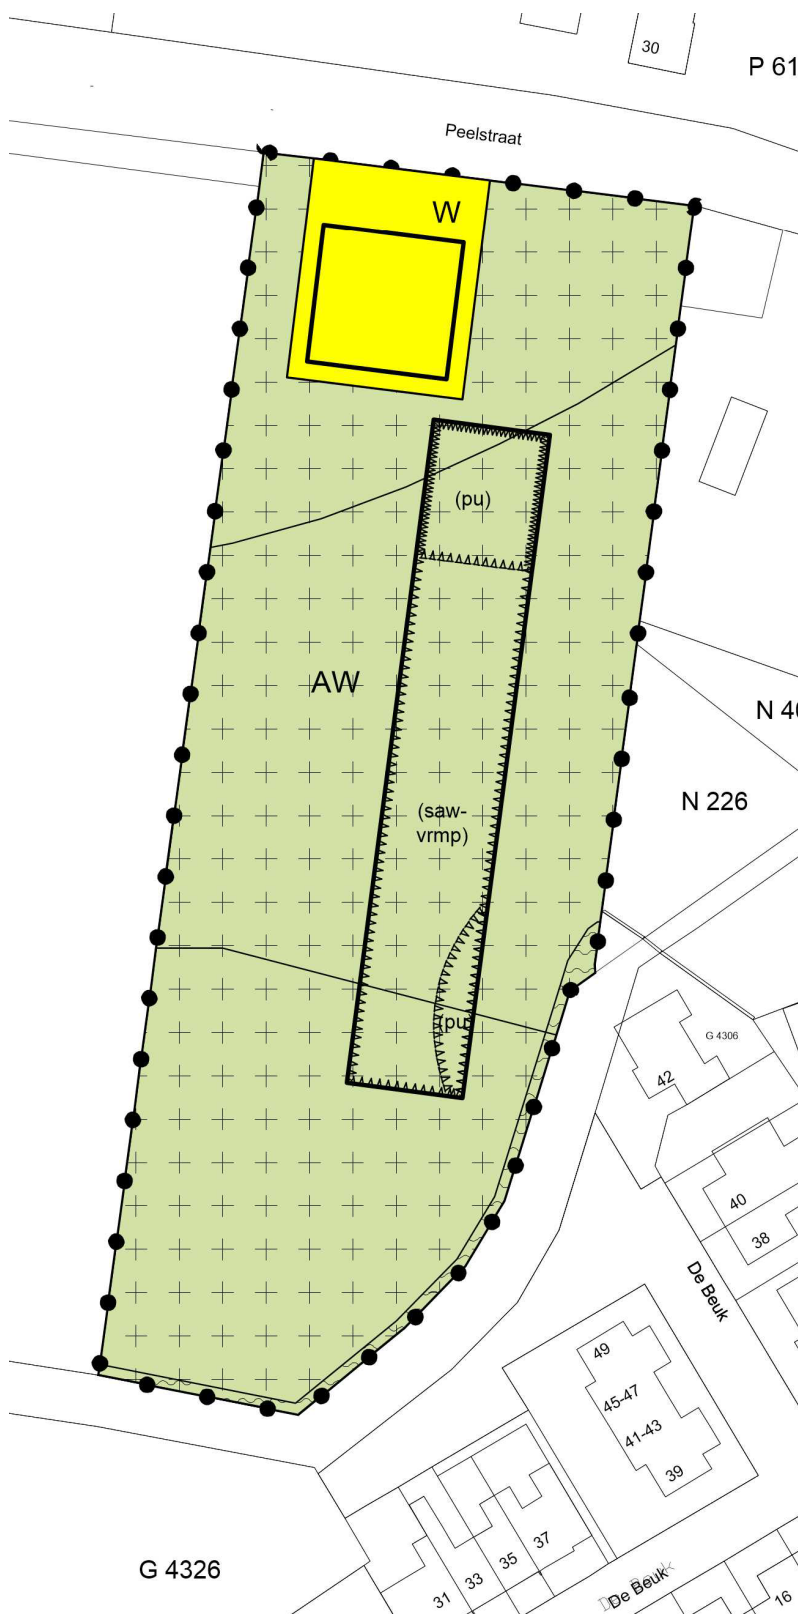 30
P 61
Peelstraat
W
(pu)
AW
N 40
(saw-
vrmp)
N 226
(pu
G 4306
42
40
38
De Beuk
49
45-47
41-43
39
37
35
33
31
G 4326
De Beuk
16